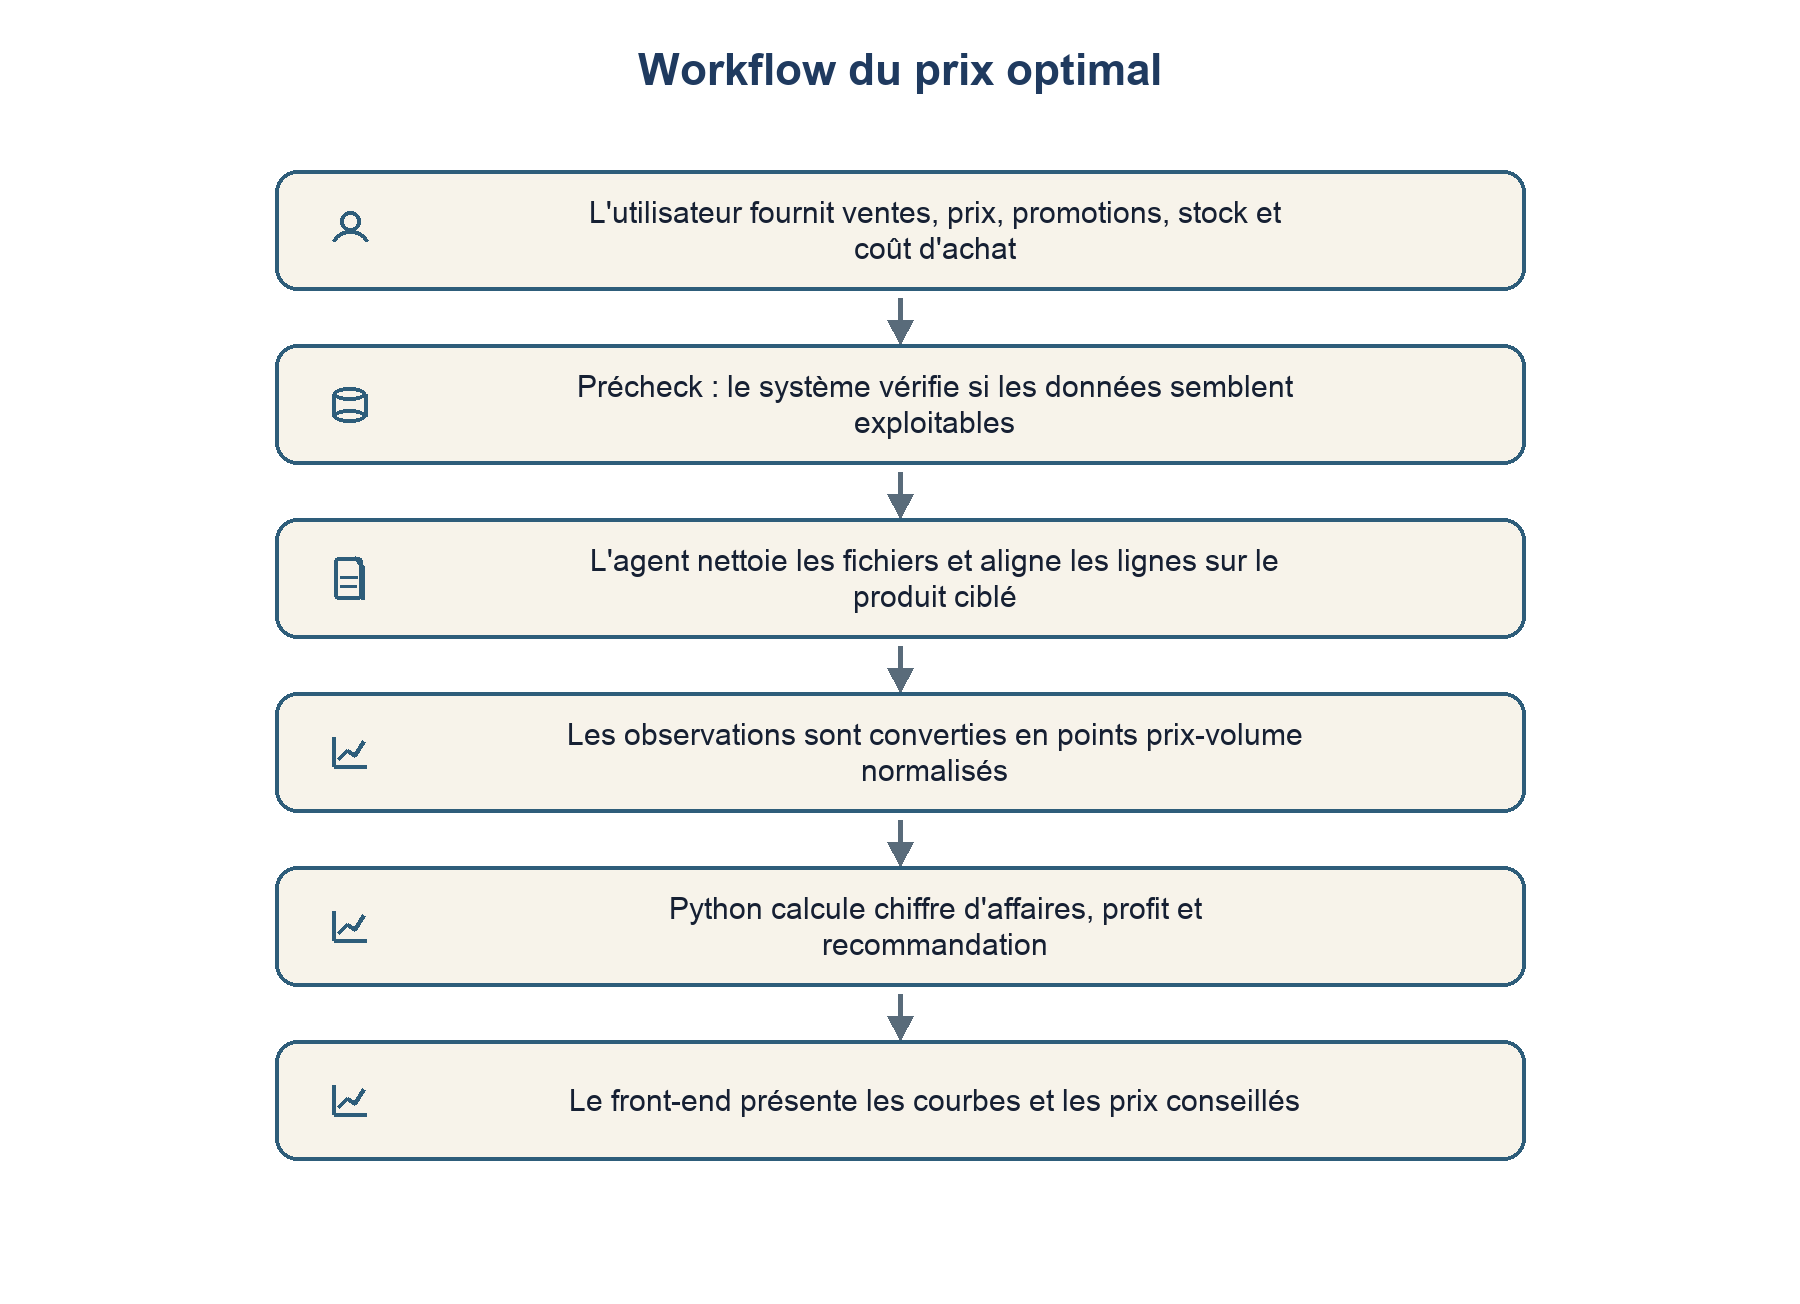 Workflow du prix optimal
L'utilisateur fournit ventes, prix, promotions, stock et
coût d'achat
Précheck : le système vérifie si les données semblent
exploitables
L'agent nettoie les fichiers et aligne les lignes sur le
produit ciblé
Les observations sont converties en points prix-volume
normalisés
Python calcule chiffre d'affaires, profit et
recommandation
Le front-end présente les courbes et les prix conseillés